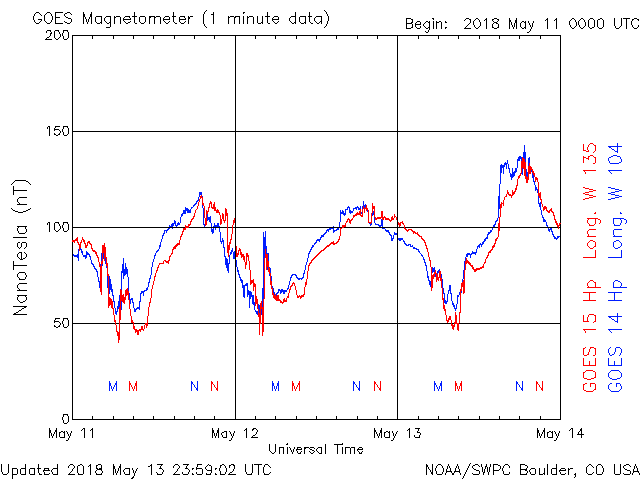 GOES Magnetometer (1 minute data)
Begin: 2018 May 11 0000 UTC
200
150
100
50
0
NanoTesla (nT)
M M N N M M N N M M N N
May 11 May 12 May 13 May 14
Universal Time
GOES 15 Hp Long. W 135
GOES 14 Hp Long. W 104
Updated 2018 May 13 23:59:02 UTC
NOAA/SWPC Boulder, CO USA